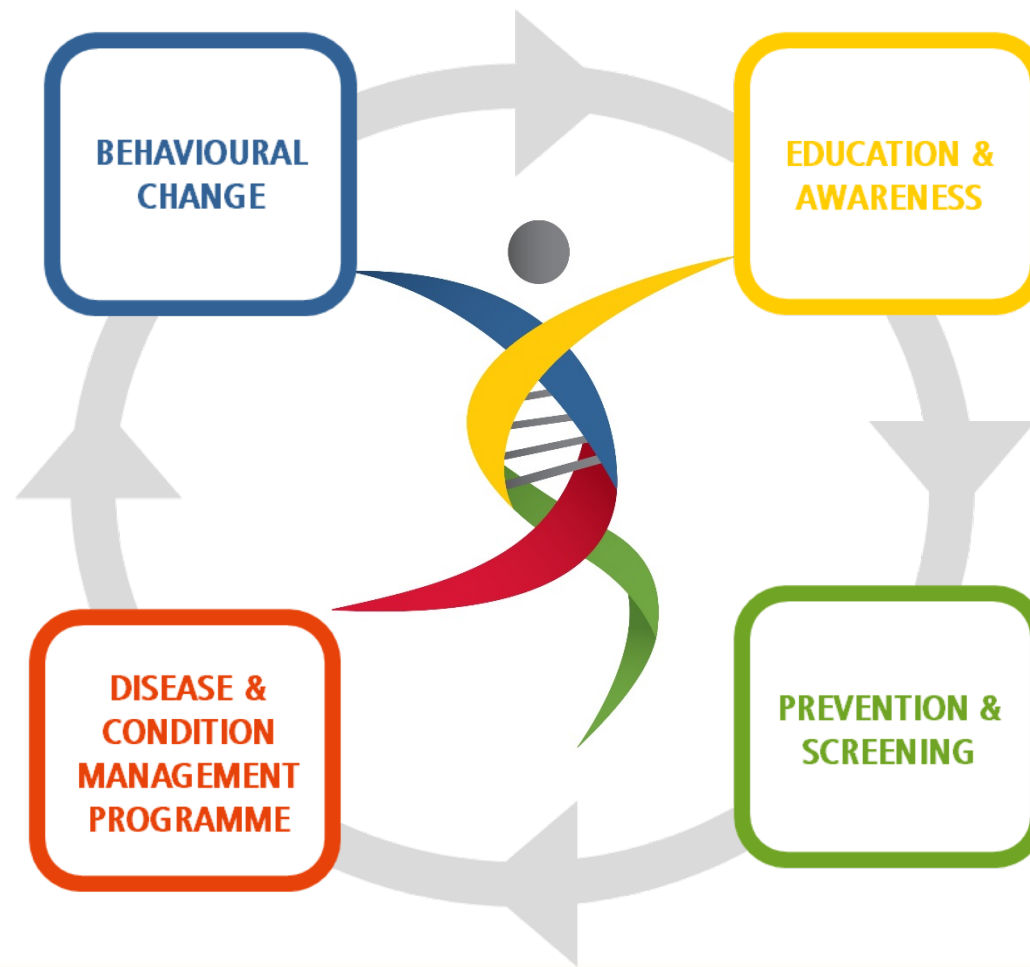 BEHAVIOURAL
CHANGE
EDUCATION &
AWARENESS
DISEASE &
CONDITION
MANAGEMENT
PROGRAMME
PREVENTION &
SCREENING